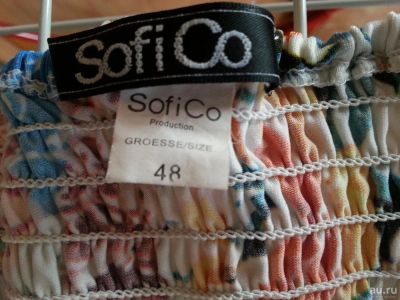 SofiCo
SofiCo
Production
GROESSE/SIZE
48
au.ru